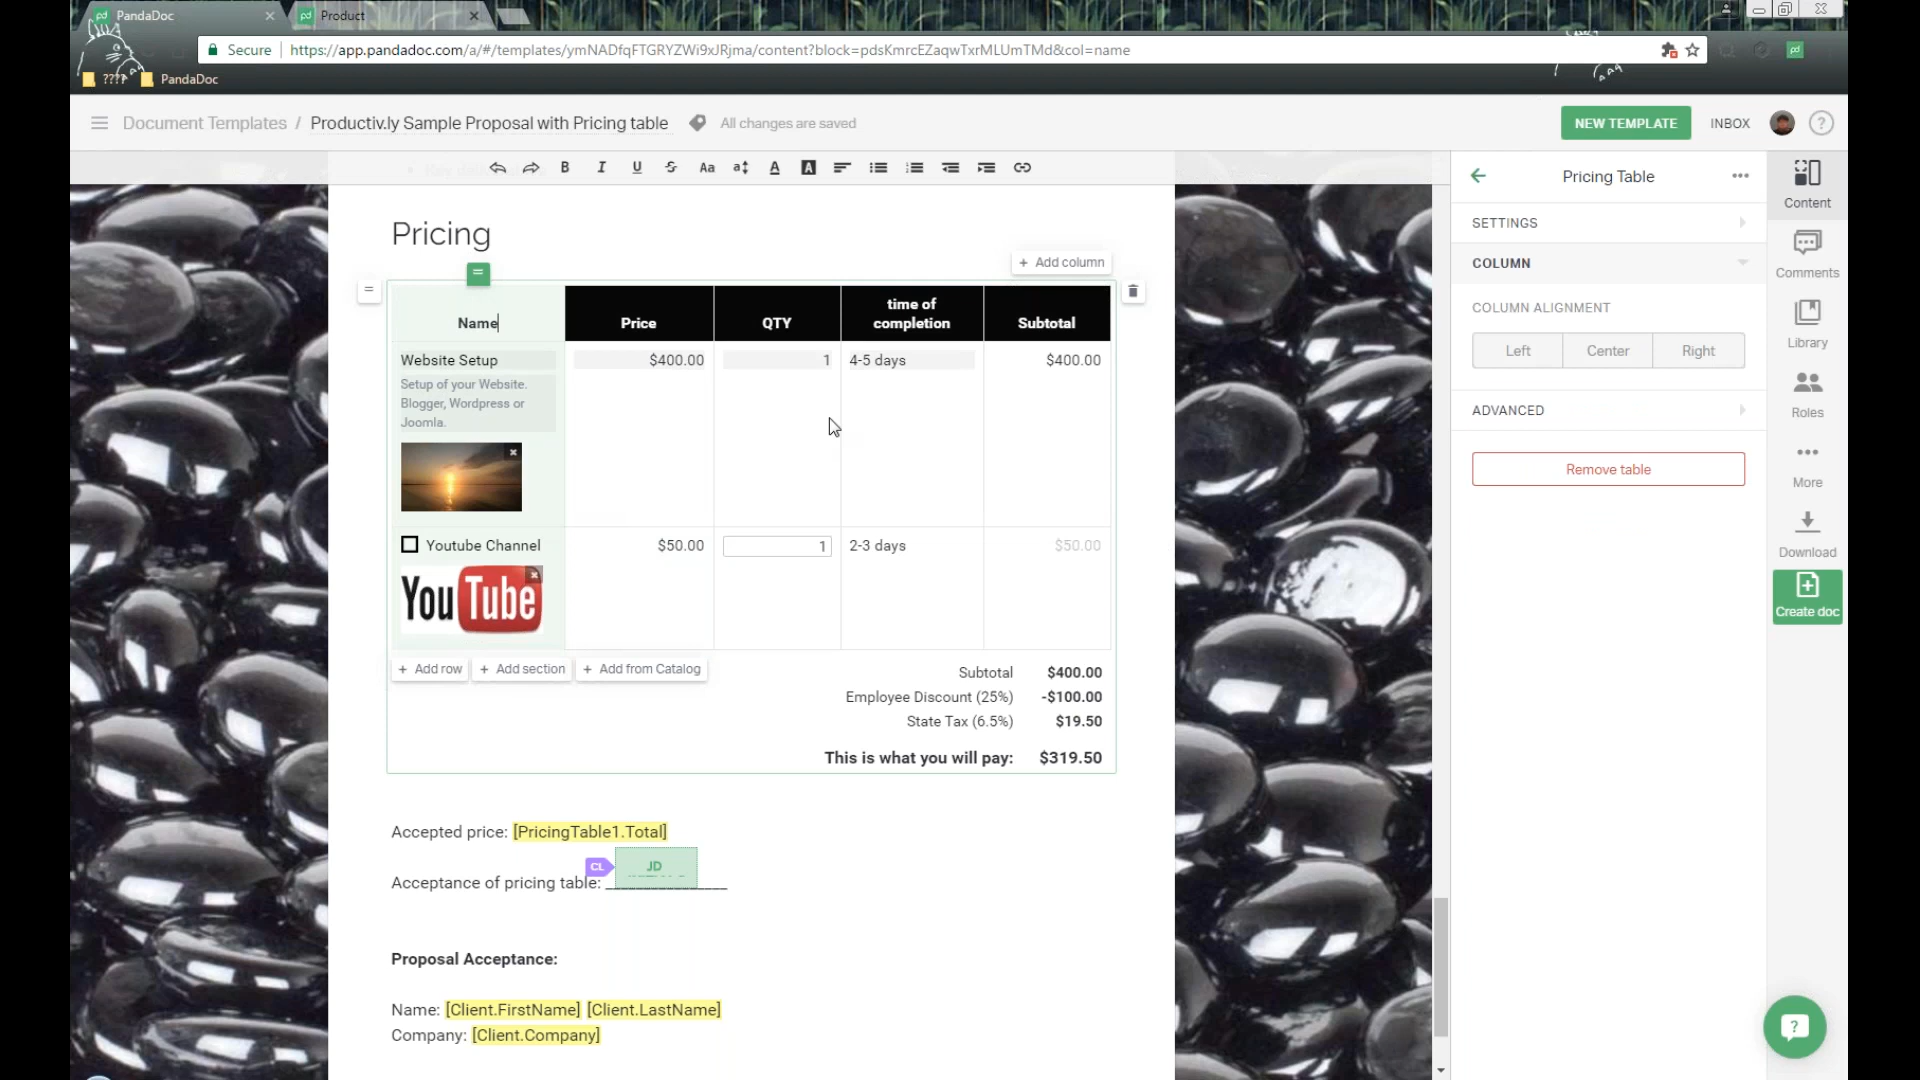 PandaDoc
Product
Secure https://app.pandadoc.com/a/#/templates/ymNADfqFTGRYZWi9xJRjma/content?block=pdsKmrcEZaqwTxrMLUmTMd&col=name
???? PandaDoc
Document Templates / Productiv.ly Sample Proposal with Pricing table All changes are saved
NEW TEMPLATE INBOX
Pricing
+ Add column
Name Price QTY time of completion Subtotal
Website Setup $400.00 1 4-5 days $400.00
Setup of your Website.
Blogger, Wordpress or
Joomla.
Youtube Channel $50.00 1 2-3 days $50.00
YouTube
+ Add row + Add section + Add from Catalog
Subtotal $400.00
Employee Discount (25%) -$100.00
State Tax (6.5%) $19.50
This is what you will pay: $319.50
Accepted price: [PricingTable1.Total]
CL JD
Acceptance of pricing table:
Proposal Acceptance:
Name: [Client.FirstName] [Client.LastName]
Company: [Client.Company]
Pricing Table
SETTINGS
COLUMN
COLUMN ALIGNMENT
Left Center Right
ADVANCED
Remove table
Content
Comments
Library
Roles
More
Download
Create doc